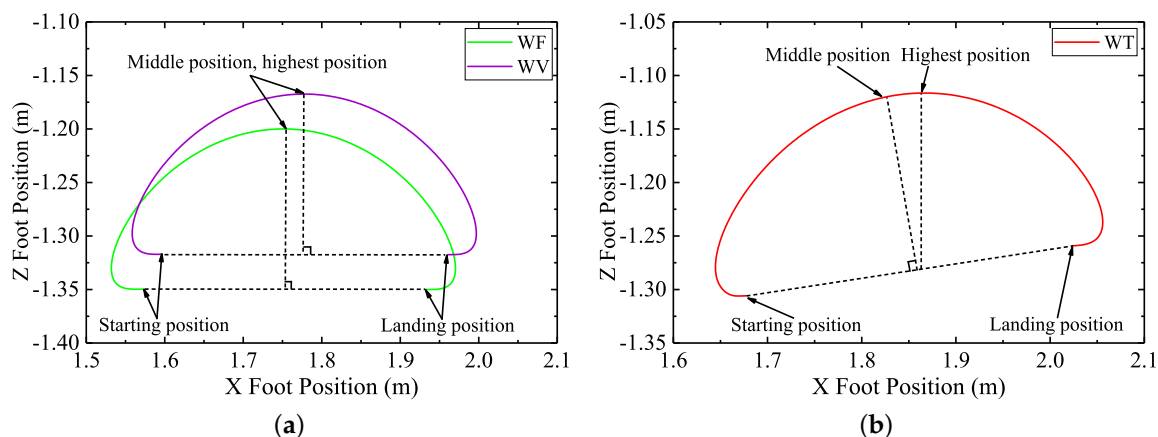 -1.10
-1.15
-1.20
-1.25
-1.30
-1.35
-1.40
Z Foot Position (m)
WF
WV
Middle position, highest position
Starting position
Landing position
1.5 1.6 1.7 1.8 1.9 2.0 2.1
X Foot Position (m)
(a)
-1.05
-1.10
-1.15
-1.20
-1.25
-1.30
-1.35
Z Foot Position (m)
WT
Middle position
Highest position
Starting position
Landing position
1.6 1.7 1.8 1.9 2.0 2.1
X Foot Position (m)
(b)